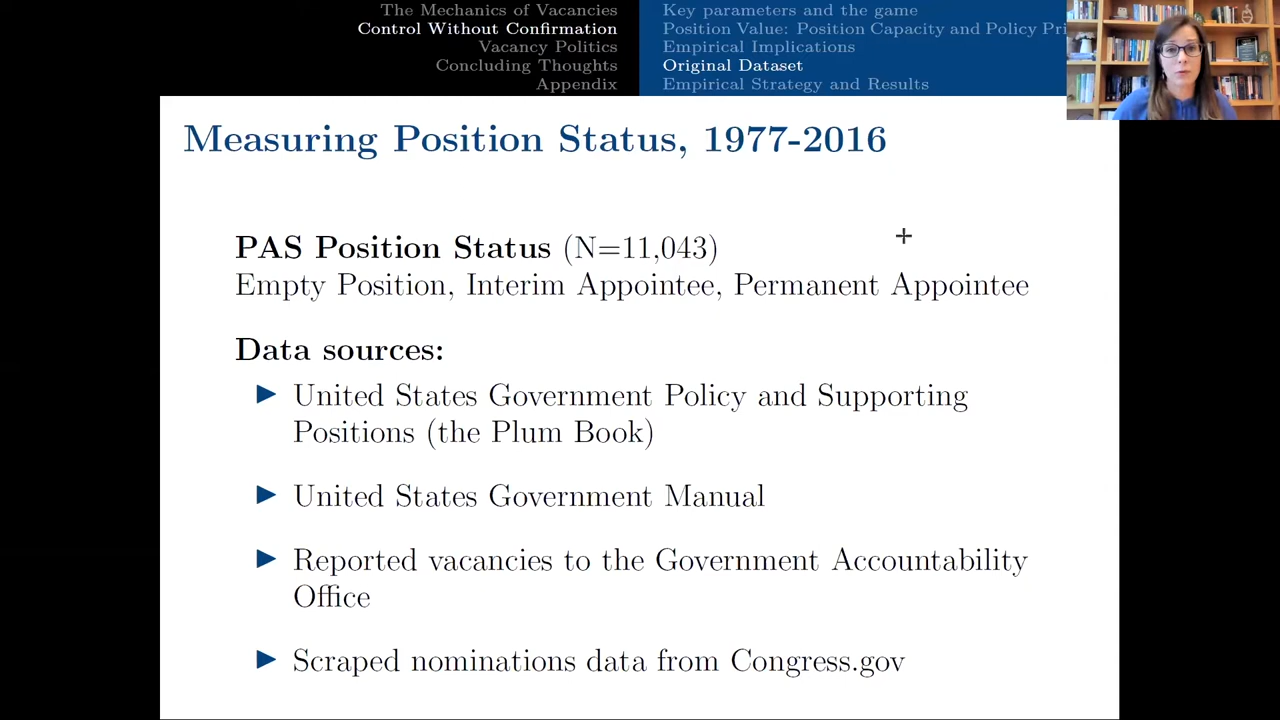 The Mechanics of Vacancies
Control Without Confirmation
Vacancy Politics
Concluding Thoughts
Appendix
Key parameters and the game
Position Value: Position Capacity and Policy Pri
Empirical Implications
Original Dataset
Empirical Strategy and Results
Measuring Position Status, 1977-2016
PAS Position Status (N=11,043)
Empty Position, Interim Appointee, Permanent Appointee
Data sources:
▶ United States Government Policy and Supporting
Positions (the Plum Book)
▶ United States Government Manual
▶ Reported vacancies to the Government Accountability
Office
▶ Scraped nominations data from Congress.gov